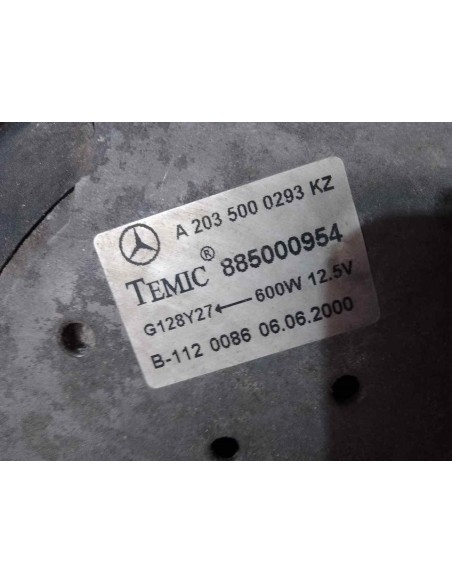 A 203 500 0293 KZ
TEMIC® 885000954
G128Y27← 600W 12.5V
B-112 0086 06.06.2000